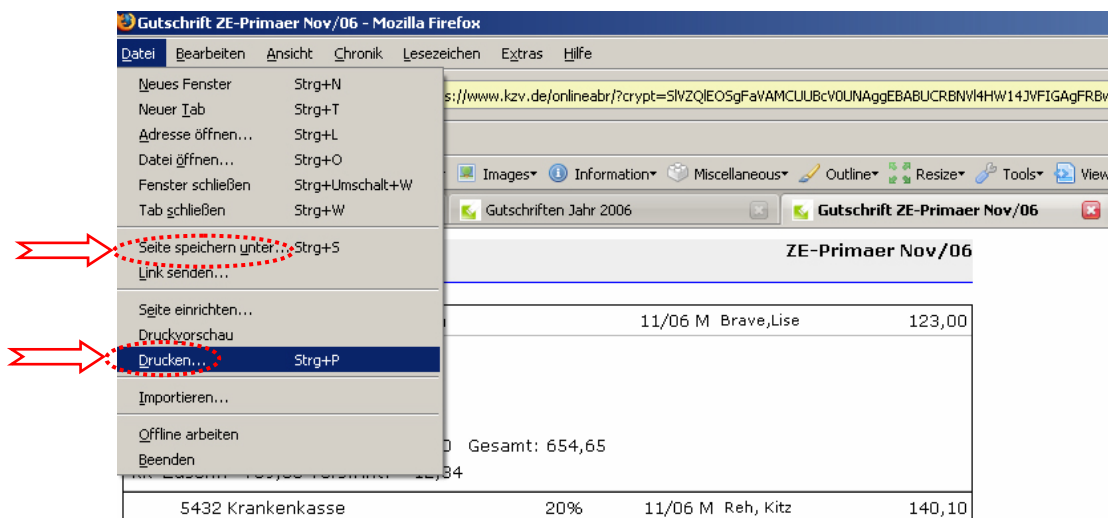 Gutschrift ZE-Primaer Nov/06 - Mozilla Firefox
Datei Bearbeiten Ansicht Chronik Lesezeichen Extras Hilfe
Neues Fenster Strg+N
Neuer Tab Strg+T
Adresse öffnen... Strg+L
Datei öffnen... Strg+O
Fenster schließen Strg+Umschalt+W
Tab schließen Strg+W
Seite speichern unter... Strg+S
Link senden...
Seite einrichten...
Druckvorschau
Drucken... Strg+P
Importieren...
Offline arbeiten
Beenden
s://www.kzv.de/onlineabr/?crypt=
Images Information Miscellaneous Outline Resize Tools View
Gutschriften Jahr 2006 Gutschrift ZE-Primaer Nov/06
ZE-Primaer Nov/06
11/06 M Brave,Lise 123,00
Gesamt: 654,65
5432 Krankenkasse 20% 11/06 M Reh, Kitz 140,10